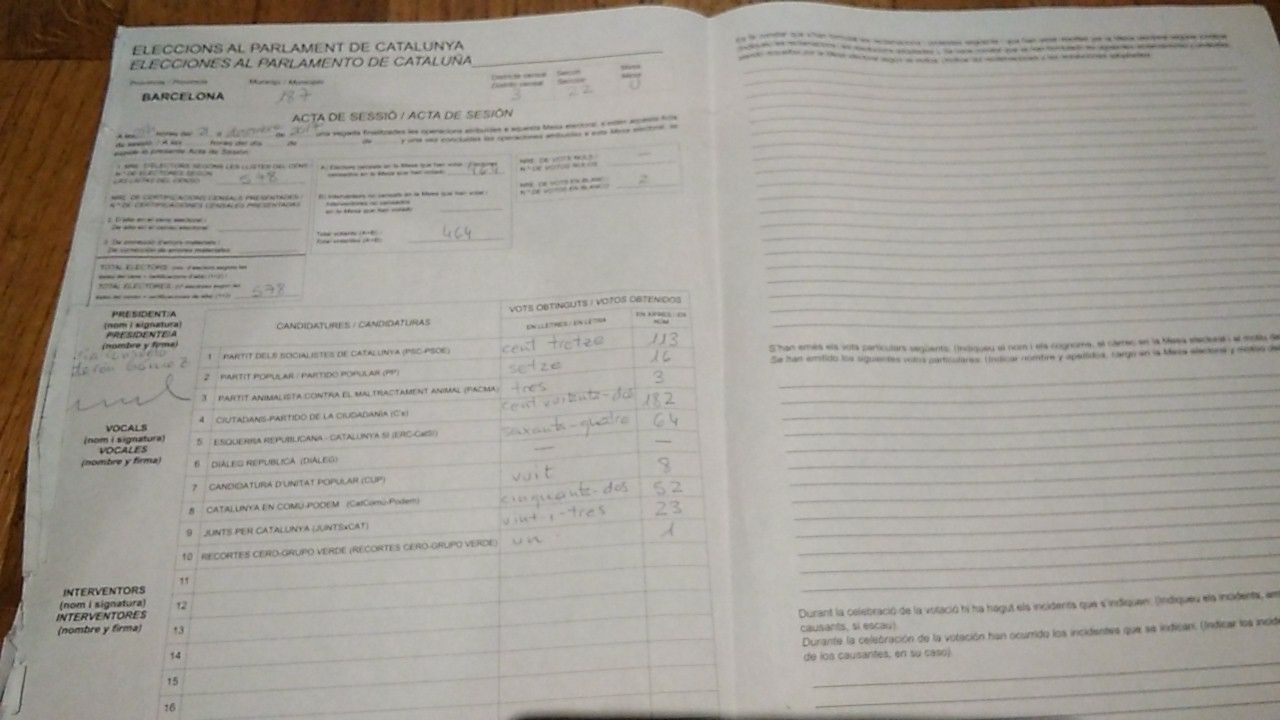 ELECCIONS AL PARLAMENT DE CATALUNYA
ELECCIONES AL PARLAMENTO DE CATALUÑA
Província / Provincia
Municipi / Municipio
Districte censal
Distrito censal
Secció
Sección
Mesa
Mesa
BARCELONA
187
3
22
U
ACTA DE SESSIÓ / ACTA DE SESIÓN
A les hores del 21 de desembre de 2017 una vegada finalitzades les operacions atribuïdes a aquesta Mesa electoral, s'estén aquesta Acta
de sessió / A las horas del día de de y una vez concluidas las operaciones atribuidas a esta Mesa electoral, se
expide la presente Acta de Sesión:
1. NRE. D'ELECTORS SEGONS LES LLISTES DEL CENS
N.º DE ELECTORES SEGÚN
LAS LISTAS DEL CENSO
578
NRE. DE CERTIFICACIONS CENSALS PRESENTADES /
N.º DE CERTIFICACIONES CENSALES PRESENTADAS
2. D'alta en el cens electoral /
De alta en el censo electoral
3. De correcció d'errors materials /
De corrección de errores materiales
TOTAL ELECTORS
TOTAL ELECTORES
578
A) Electors censats en la Mesa que han votat /
censados en la Mesa que han votado
464
B) Interventors no censats en la Mesa que han votat /
Interventores no censados
en la Mesa que han votado
Total votants (A+B) /
Total votantes (A+B)
464
NRE. DE VOTS NULS /
N.º DE VOTOS NULOS
—
NRE. DE VOTS EN BLANC /
N.º DE VOTOS EN BLANCO
2
PRESIDENT/A
(nom i signatura)
PRESIDENTE/A
(nombre y firma)
CANDIDATURES / CANDIDATURAS
VOTS OBTINGUTS / VOTOS OBTENIDOS
EN LLETRES / EN LETRA
EN XIFRES / EN NÚM.
1 PARTIT DELS SOCIALISTES DE CATALUNYA (PSC-PSOE) cent tretze 113
2 PARTIT POPULAR / PARTIDO POPULAR (PP) setze 16
3 PARTIT ANIMALISTA CONTRA EL MALTRACTAMENT ANIMAL (PACMA) tres 3
4 CIUTADANS-PARTIDO DE LA CIUDADANÍA (C's) cent vuitanta-dos 182
5 ESQUERRA REPUBLICANA - CATALUNYA SÍ (ERC-CatSí) saxanta-quatre 64
6 DIÀLEG REPUBLICÀ (DIÀLEG) — —
7 CANDIDATURA D'UNITAT POPULAR (CUP) vuit 8
8 CATALUNYA EN COMÚ-PODEM (CatComú-Podem) cinquanta-dos 52
9 JUNTS PER CATALUNYA (JUNTSxCAT) vint-i-tres 23
10 RECORTES CERO-GRUPO VERDE (RECORTES CERO-GRUPO VERDE) un 1
11
12
13
14
15
16
VOCALS
(nom i signatura)
VOCALES
(nombre y firma)
INTERVENTORS
(nom i signatura)
INTERVENTORES
(nombre y firma)
S'han emès els vots particulars següents: (Indiqueu el nom i els cognoms, el càrrec en la Mesa electoral i el motiu
Se han emitido los siguientes votos particulares: (Indicar nombre y apellidos, cargo en la Mesa electoral y motivo
Durant la celebració de la votació hi ha hagut els incidents que s'indiquen: (Indiqueu els incidents,
causants, si escau).
Durante la celebración de la votación han ocurrido los incidentes que se indican: (Indicar los
de los causantes, en su caso).